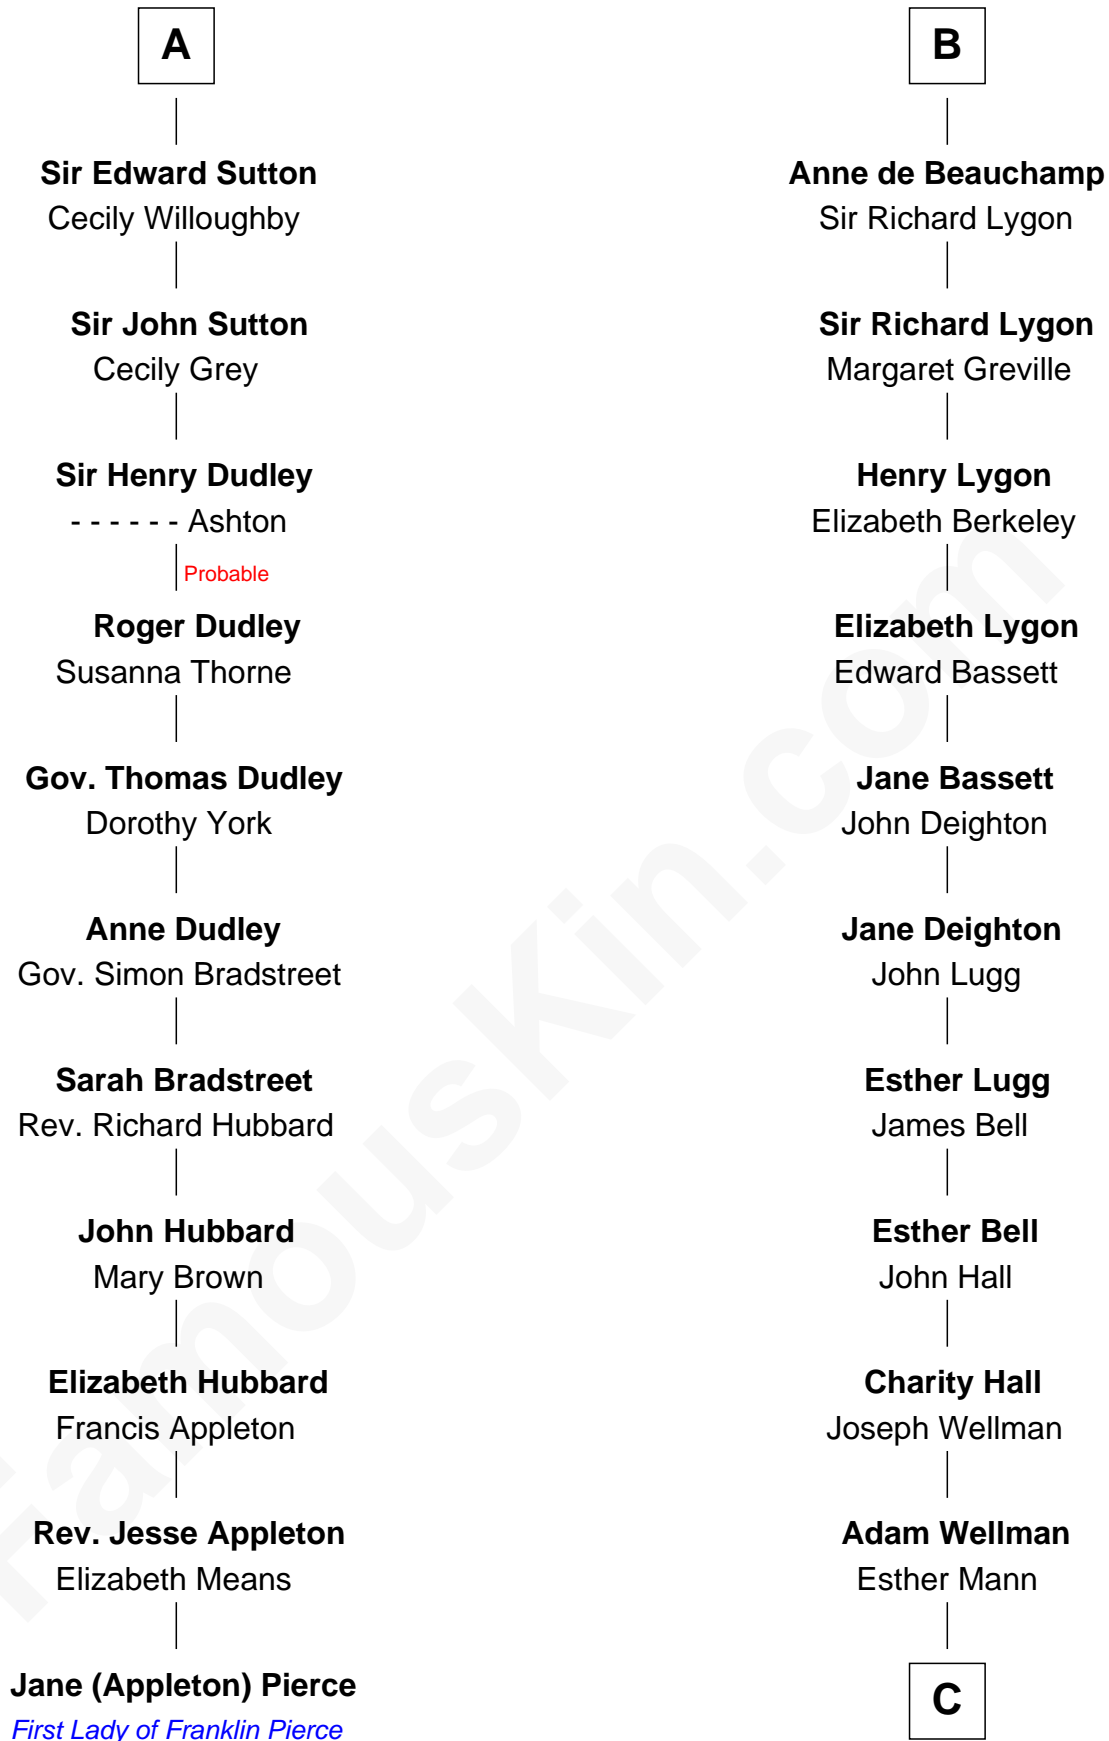 A
Sir Edward Sutton
Cecily Willoughby
Sir John Sutton
Cecily Grey
Sir Henry Dudley
- - - - - - Ashton
Probable
Roger Dudley
Susanna Thorne
Gov. Thomas Dudley
Dorothy York
Anne Dudley
Gov. Simon Bradstreet
Sarah Bradstreet
Rev. Richard Hubbard
John Hubbard
Mary Brown
Elizabeth Hubbard
Francis Appleton
Rev. Jesse Appleton
Elizabeth Means
Jane (Appleton) Pierce
First Lady of Franklin Pierce
B
Anne de Beauchamp
Sir Richard Lygon
Sir Richard Lygon
Margaret Greville
Henry Lygon
Elizabeth Berkeley
Elizabeth Lygon
Edward Bassett
Jane Bassett
John Deighton
Jane Deighton
John Lugg
Esther Lugg
James Bell
Esther Bell
John Hall
Charity Hall
Joseph Wellman
Adam Wellman
Esther Mann
C
FamousKin.com